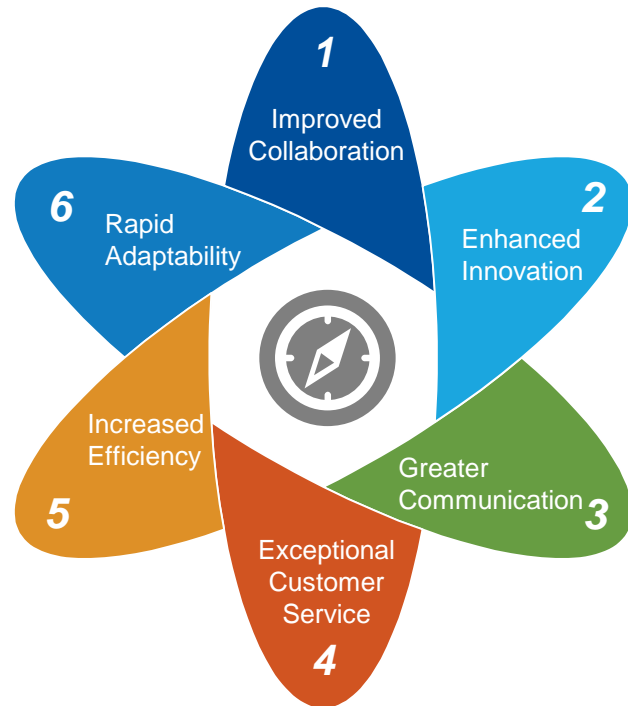 1
Improved
Collaboration
2
Enhanced
Innovation
Greater
Communication
3
Exceptional
Customer
Service
4
Increased
Efficiency
5
6
Rapid
Adaptability